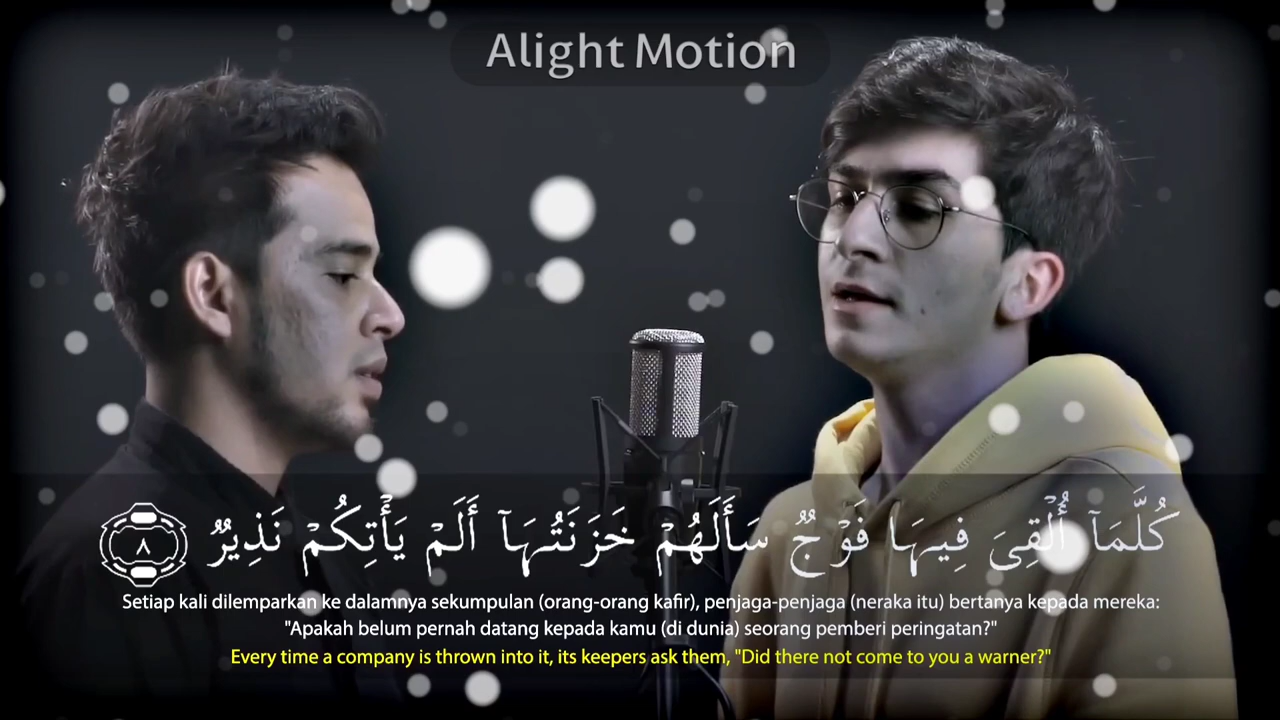 Alight Motion
كُلَّمَآ أُلۡقِىَ فِيهَا فَوۡجٌ سَأَلَهُمۡ خَزَنَتُهَآ أَلَمۡ يَأۡتِكُمۡ نَذِيرٌ ٨
Setiap kali dilemparkan ke dalamnya sekumpulan (orang-orang kafir), penjaga-penjaga (neraka itu) bertanya kepada mereka:
"Apakah belum pernah datang kepada kamu (di dunia) seorang pemberi peringatan?"
Every time a company is thrown into it, its keepers ask them, "Did there not come to you a warner?"